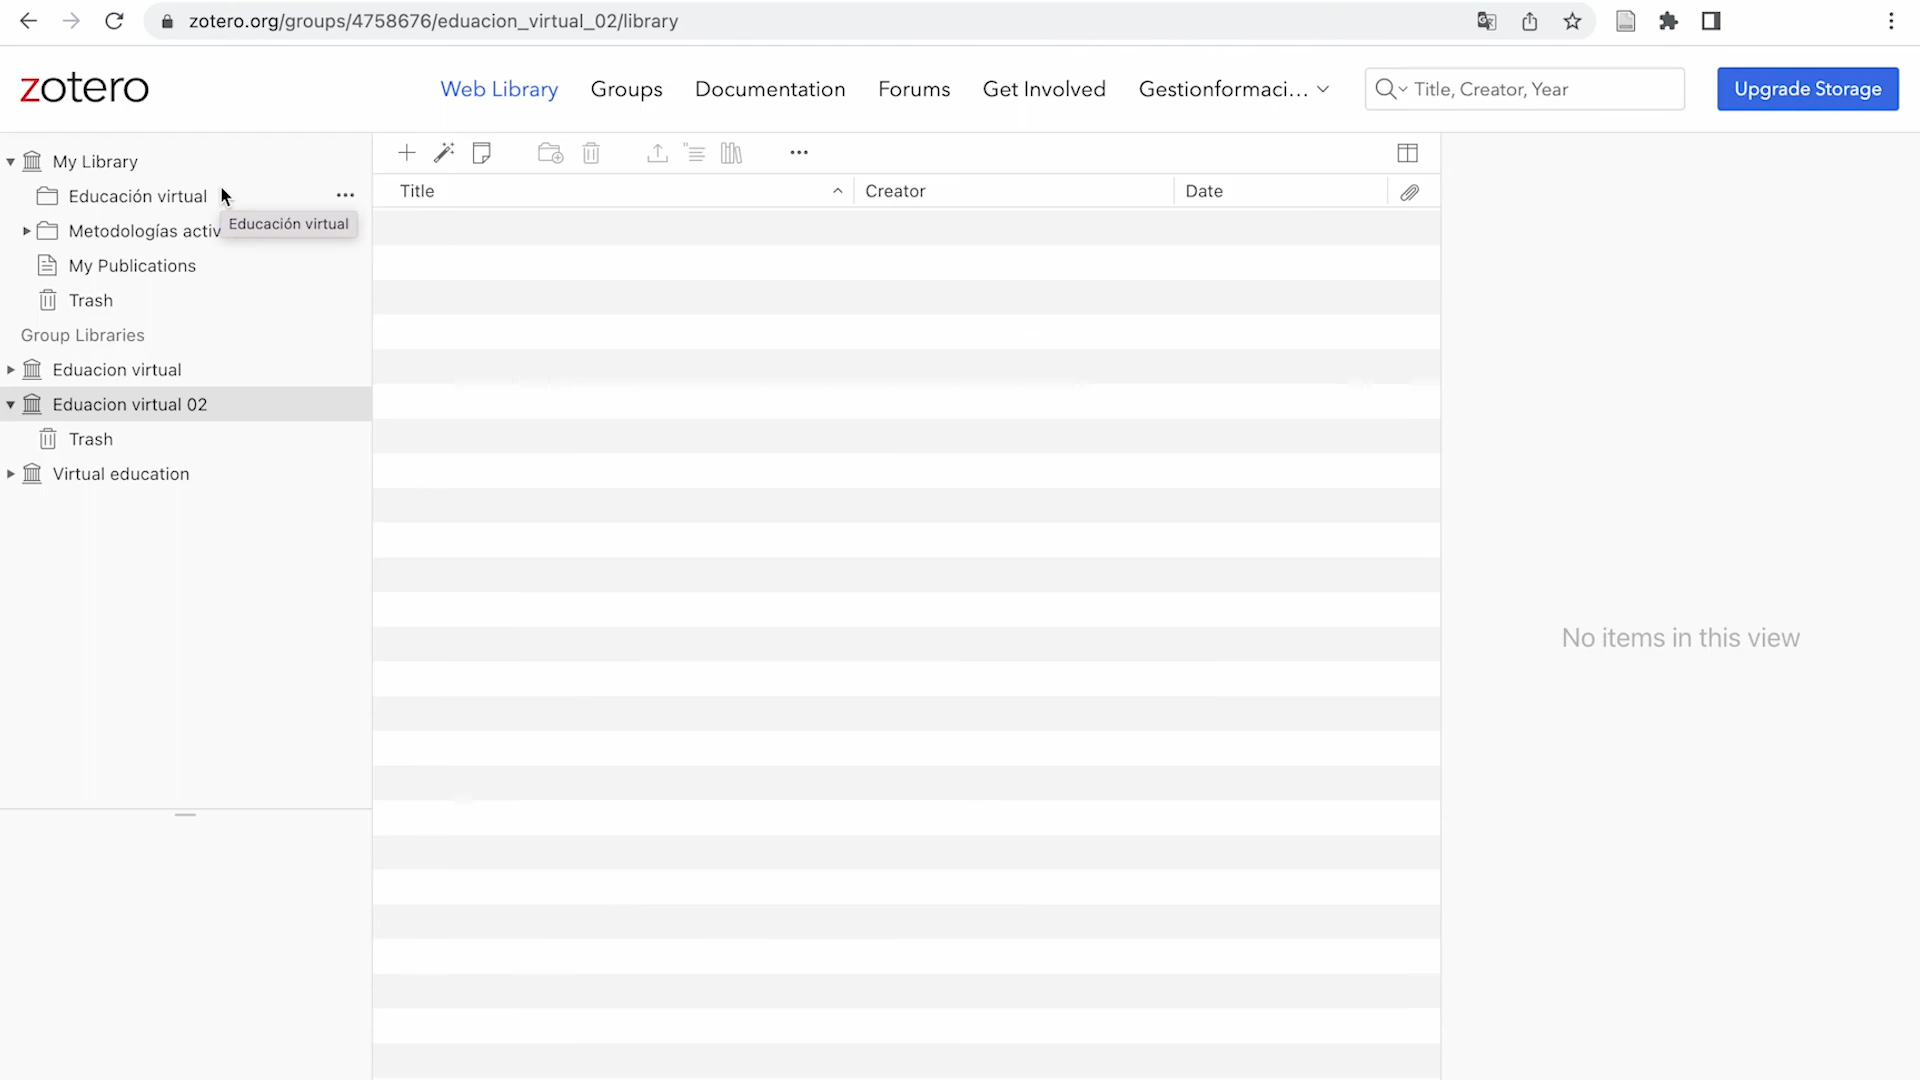 zotero.org/groups/4758676/eduacion_virtual_02/library
zotero
Web Library
Groups
Documentation
Forums
Get Involved
Gestionformaci...
Title, Creator, Year
Upgrade Storage
My Library
Educación virtual
Educación virtual
Metodologías activ
My Publications
Trash
Group Libraries
Eduacion virtual
Eduacion virtual 02
Trash
Virtual education
Title
Creator
Date
No items in this view